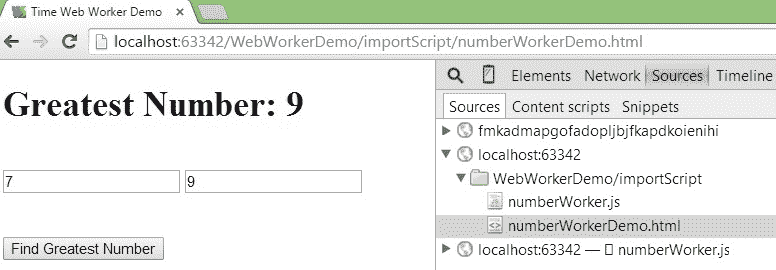 Time Web Worker Demo
localhost:63342/WebWorkerDemo/importScript/numberWorkerDemo.html
Greatest Number: 9
7 9
Find Greatest Number
Elements Network Sources Timeline
Sources Content scripts Snippets
fmkadmapgofadopljbjfkapdkoienihi
localhost:63342
WebWorkerDemo/importScript
numberWorker.js
numberWorkerDemo.html
localhost:63342 — numberWorker.js